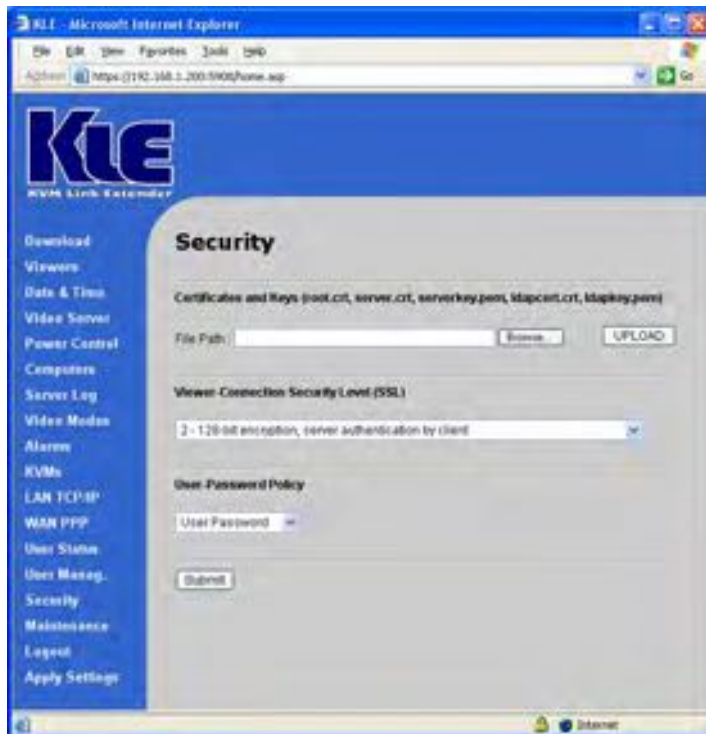 KLE - Microsoft Internet Explorer
File Edit View Favorites Tools Help
Address https://192.168.1.200:5908/home.asp Go
KLE
KVM Link Extender
Download
Viewers
Date & Time
Video Server
Power Control
Computers
Server Log
Video Modes
Alarms
KVMs
LAN TCP/IP
WAN PPP
User Status
User Manag.
Security
Maintenance
Logout
Apply Settings
Security
Certificates and Keys (root.crt, server.crt, serverkey.pem, ldapcert.crt, ldapkey.pem)
File Path: Browse... UPLOAD
Viewer-Connection Security Level (SSL)
2 - 128-bit encryption, server authentication by client
User-Password Policy
User Password
Submit
Internet